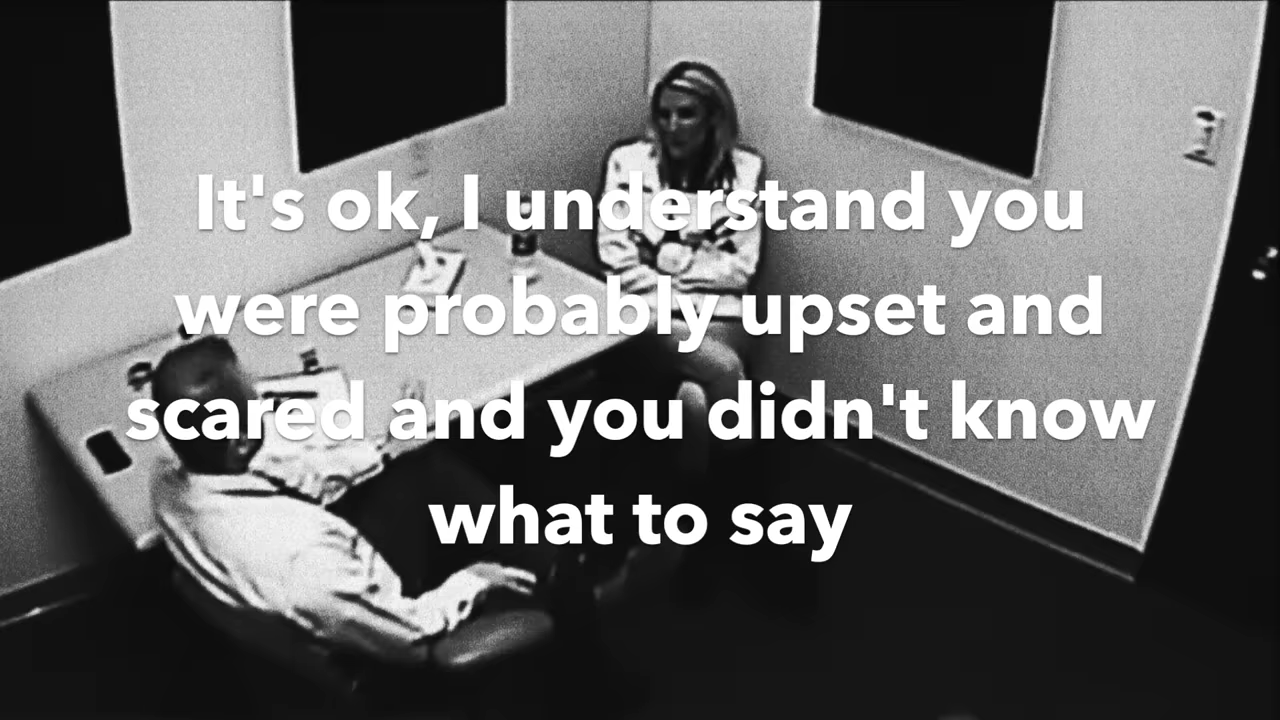 It's ok, I understand you
were probably upset and
scared and you didn't know
what to say